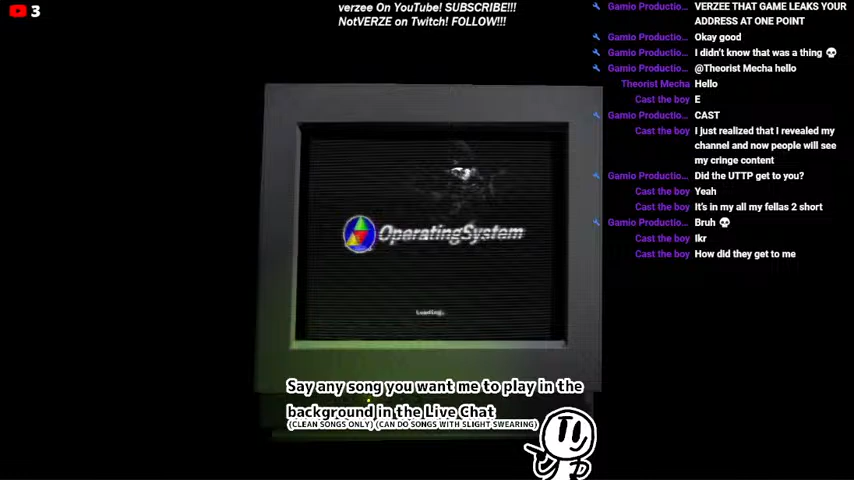 3
verzee On YouTube! SUBSCRIBE!!!
NotVERZE on Twitch! FOLLOW!!!
Gamio Productio... VERZEE THAT GAME LEAKS YOUR
ADDRESS AT ONE POINT
Gamio Productio... Okay good
Gamio Productio... I didn't know that was a thing 💀
Gamio Productio... @Theorist Mecha hello
Theorist Mecha Hello
Cast the boy E
Gamio Productio... CAST
Cast the boy I just realized that I revealed my
channel and now people will see
my cringe content
Gamio Productio... Did the UTTP get to you?
Cast the boy Yeah
Cast the boy It's in my all my fellas 2 short
Gamio Productio... Bruh 💀
Cast the boy Ikr
Cast the boy How did they get to me
OperatingSystem
Loading.
Say any song you want me to play in the
background in the Live Chat
(CLEAN SONGS ONLY) (CAN DO SONGS WITH SLIGHT SWEARING)